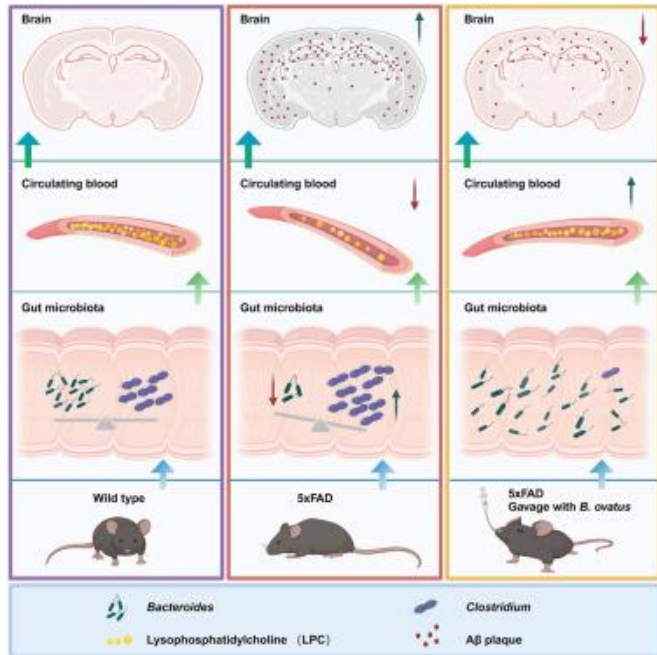 Brain
Brain
Brain
Circulating blood
Circulating blood
Circulating blood
Gut microbiota
Gut microbiota
Gut microbiota
Wild type
5xFAD
5xFAD
Gavage with B. ovatus
Bacteroides
Clostridium
Lysophosphatidylcholine (LPC)
Aβ plaque